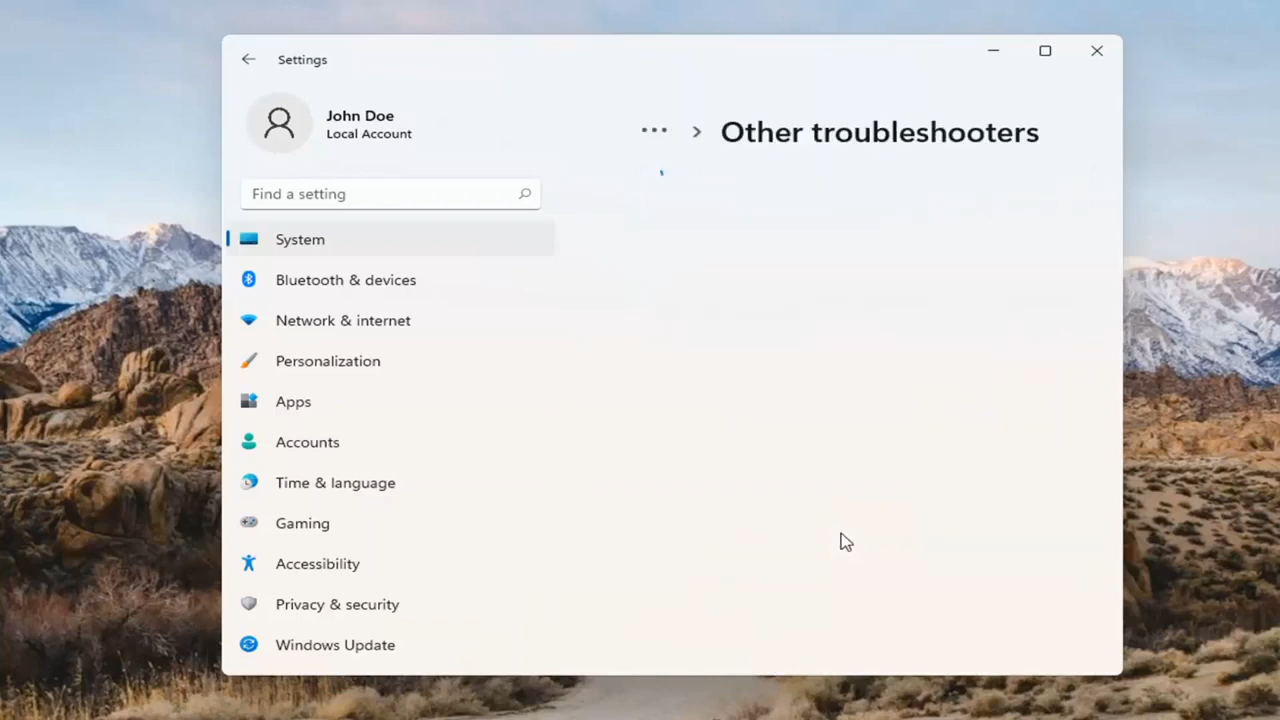 Settings
John Doe
Local Account
••• > Other troubleshooters
Find a setting
System
Bluetooth & devices
Network & internet
Personalization
Apps
Accounts
Time & language
Gaming
Accessibility
Privacy & security
Windows Update